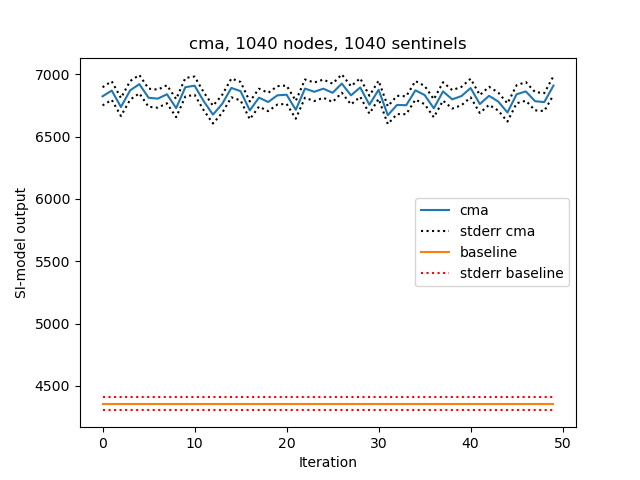 cma, 1040 nodes, 1040 sentinels
7000
6500
6000
5500
5000
4500
SI-model output
cma
stderr cma
baseline
stderr baseline
0
10
20
30
40
50
Iteration